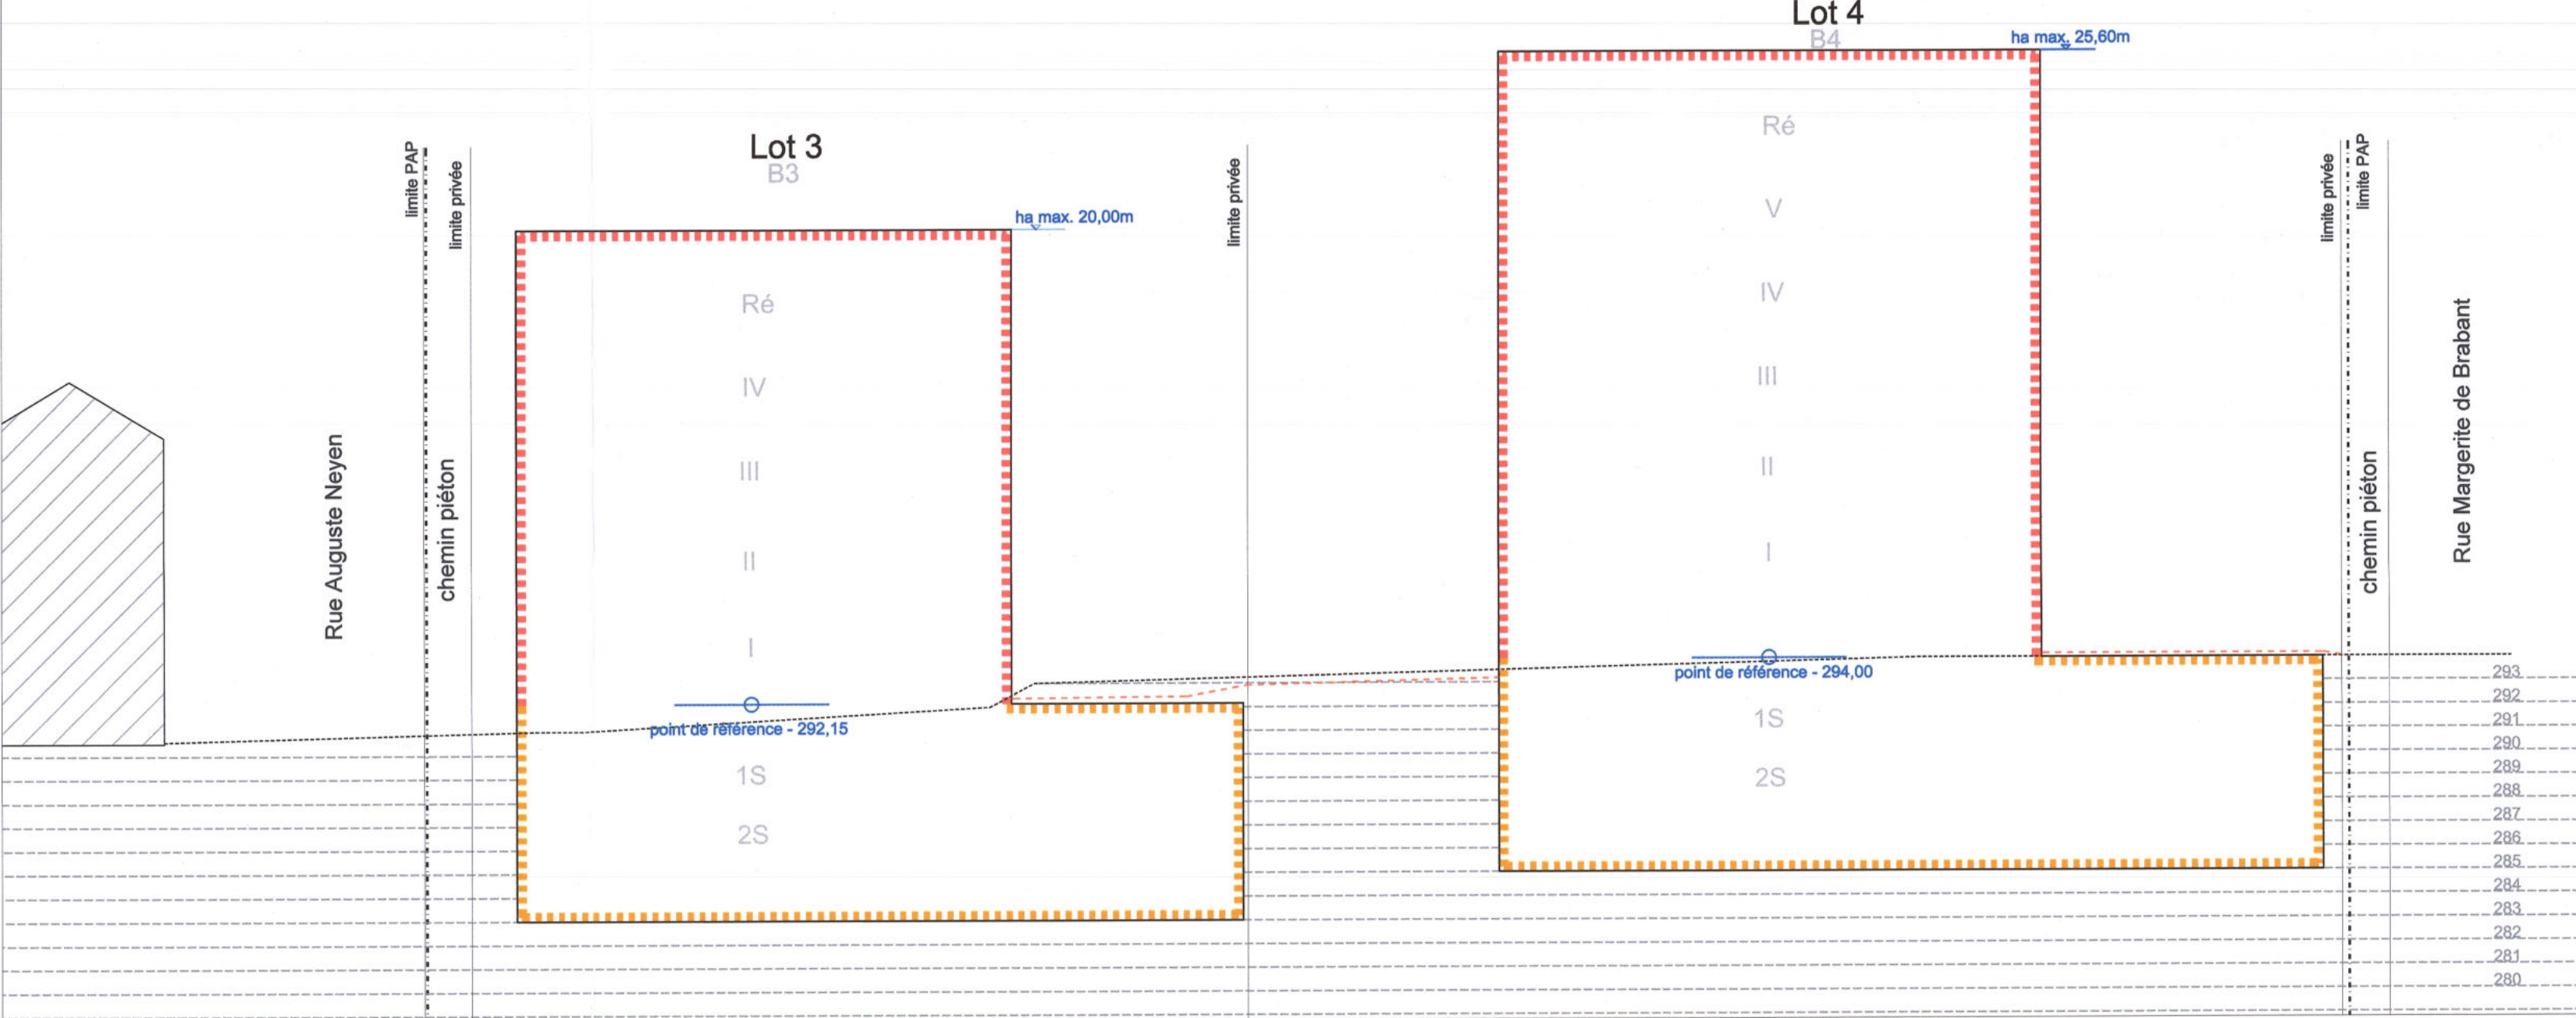 Lot 4
B4
ha max. 25,60m
Lot 3
B3
ha max. 20,00m
limite PAP
limite privée
limite privée
limite privée
limite PAP
Ré
V
IV
III
II
I
Ré
IV
III
II
I
Rue Auguste Neyen
chemin piéton
chemin piéton
Rue Margerite de Brabant
point de référence - 294,00
point de référence - 292,15
1S
2S
1S
2S
293
292
291
290
289
288
287
286
285
284
283
282
281
280